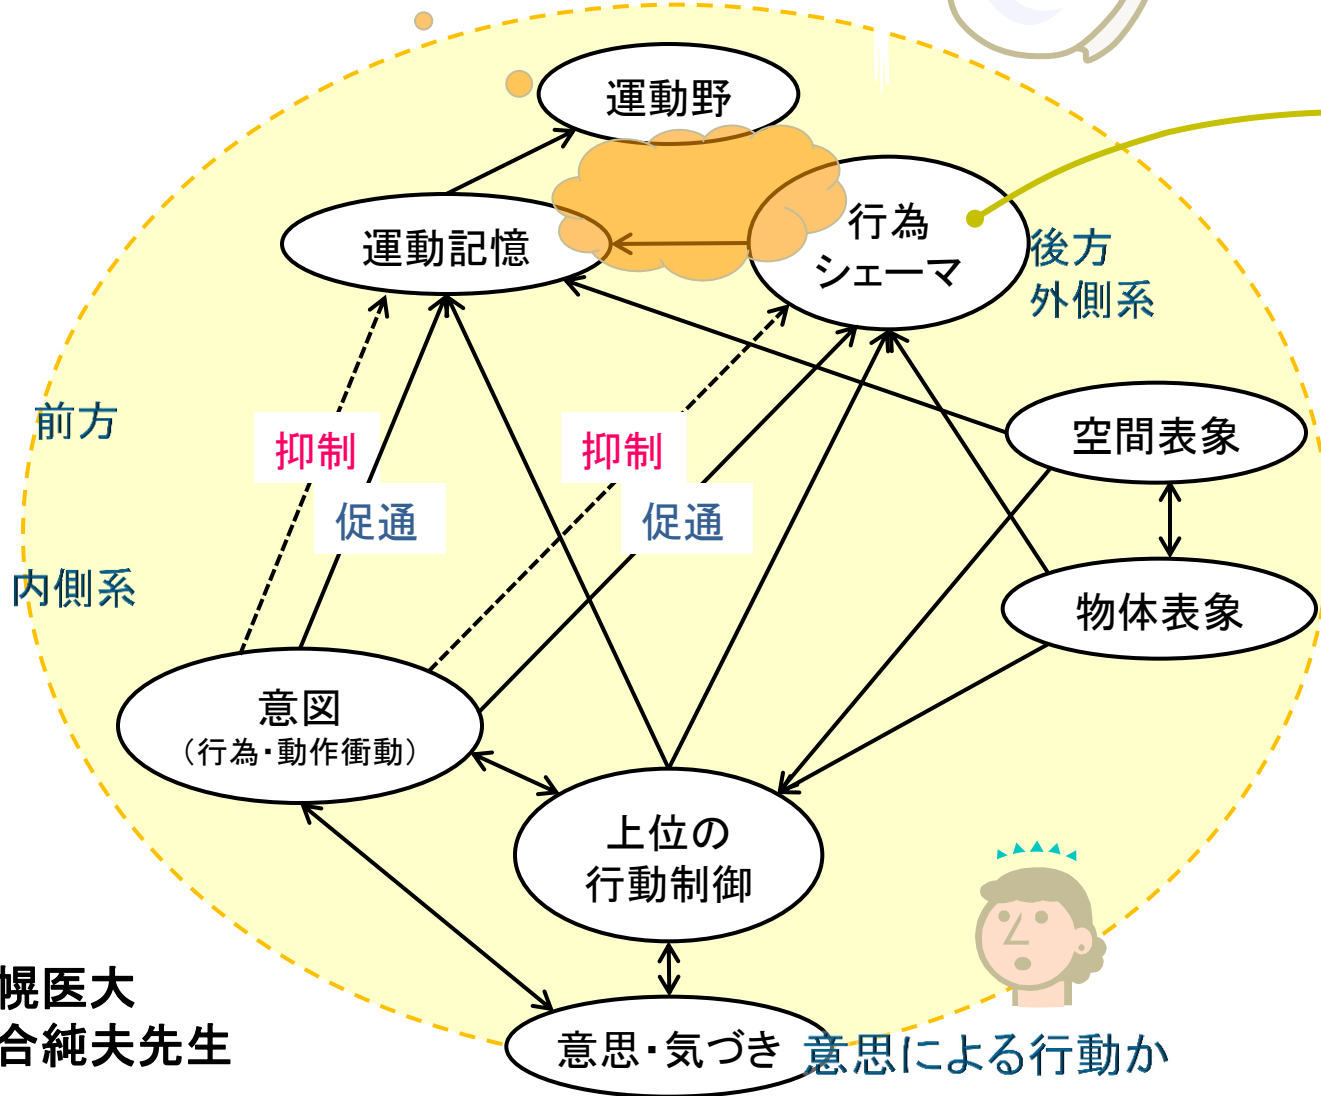 運動野
運動記憶
行為
シェーマ
後方
外側系
前方
抑制
抑制
空間表象
促通
促通
内側系
物体表象
意図
（行為・動作衝動）
上位の
行動制御
幌医大
合純夫先生
意思・気づき
意思による行動か